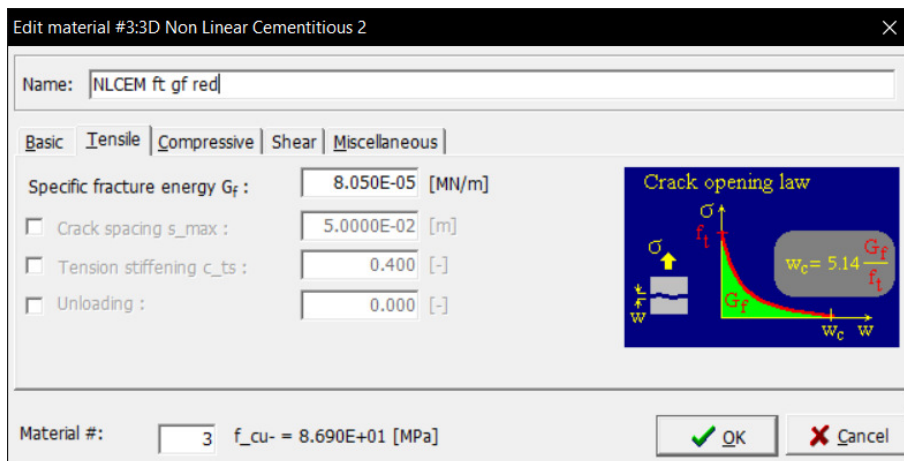 Edit material #3:3D Non Linear Cementitious 2
Name: NLCEM ft gf red
Basic Tensile Compressive Shear Miscellaneous
Specific fracture energy Gf : 8.050E-05 [MN/m]
Crack spacing s_max : 5.0000E-02 [m]
Tension stiffening c_ts : 0.400 [-]
Unloading : 0.000 [-]
Crack opening law
σ
ft
σ
wc = 5.14 Gf/ft
Gf
w
wc w
Material #: 3 f_cu- = 8.690E+01 [MPa]
OK Cancel